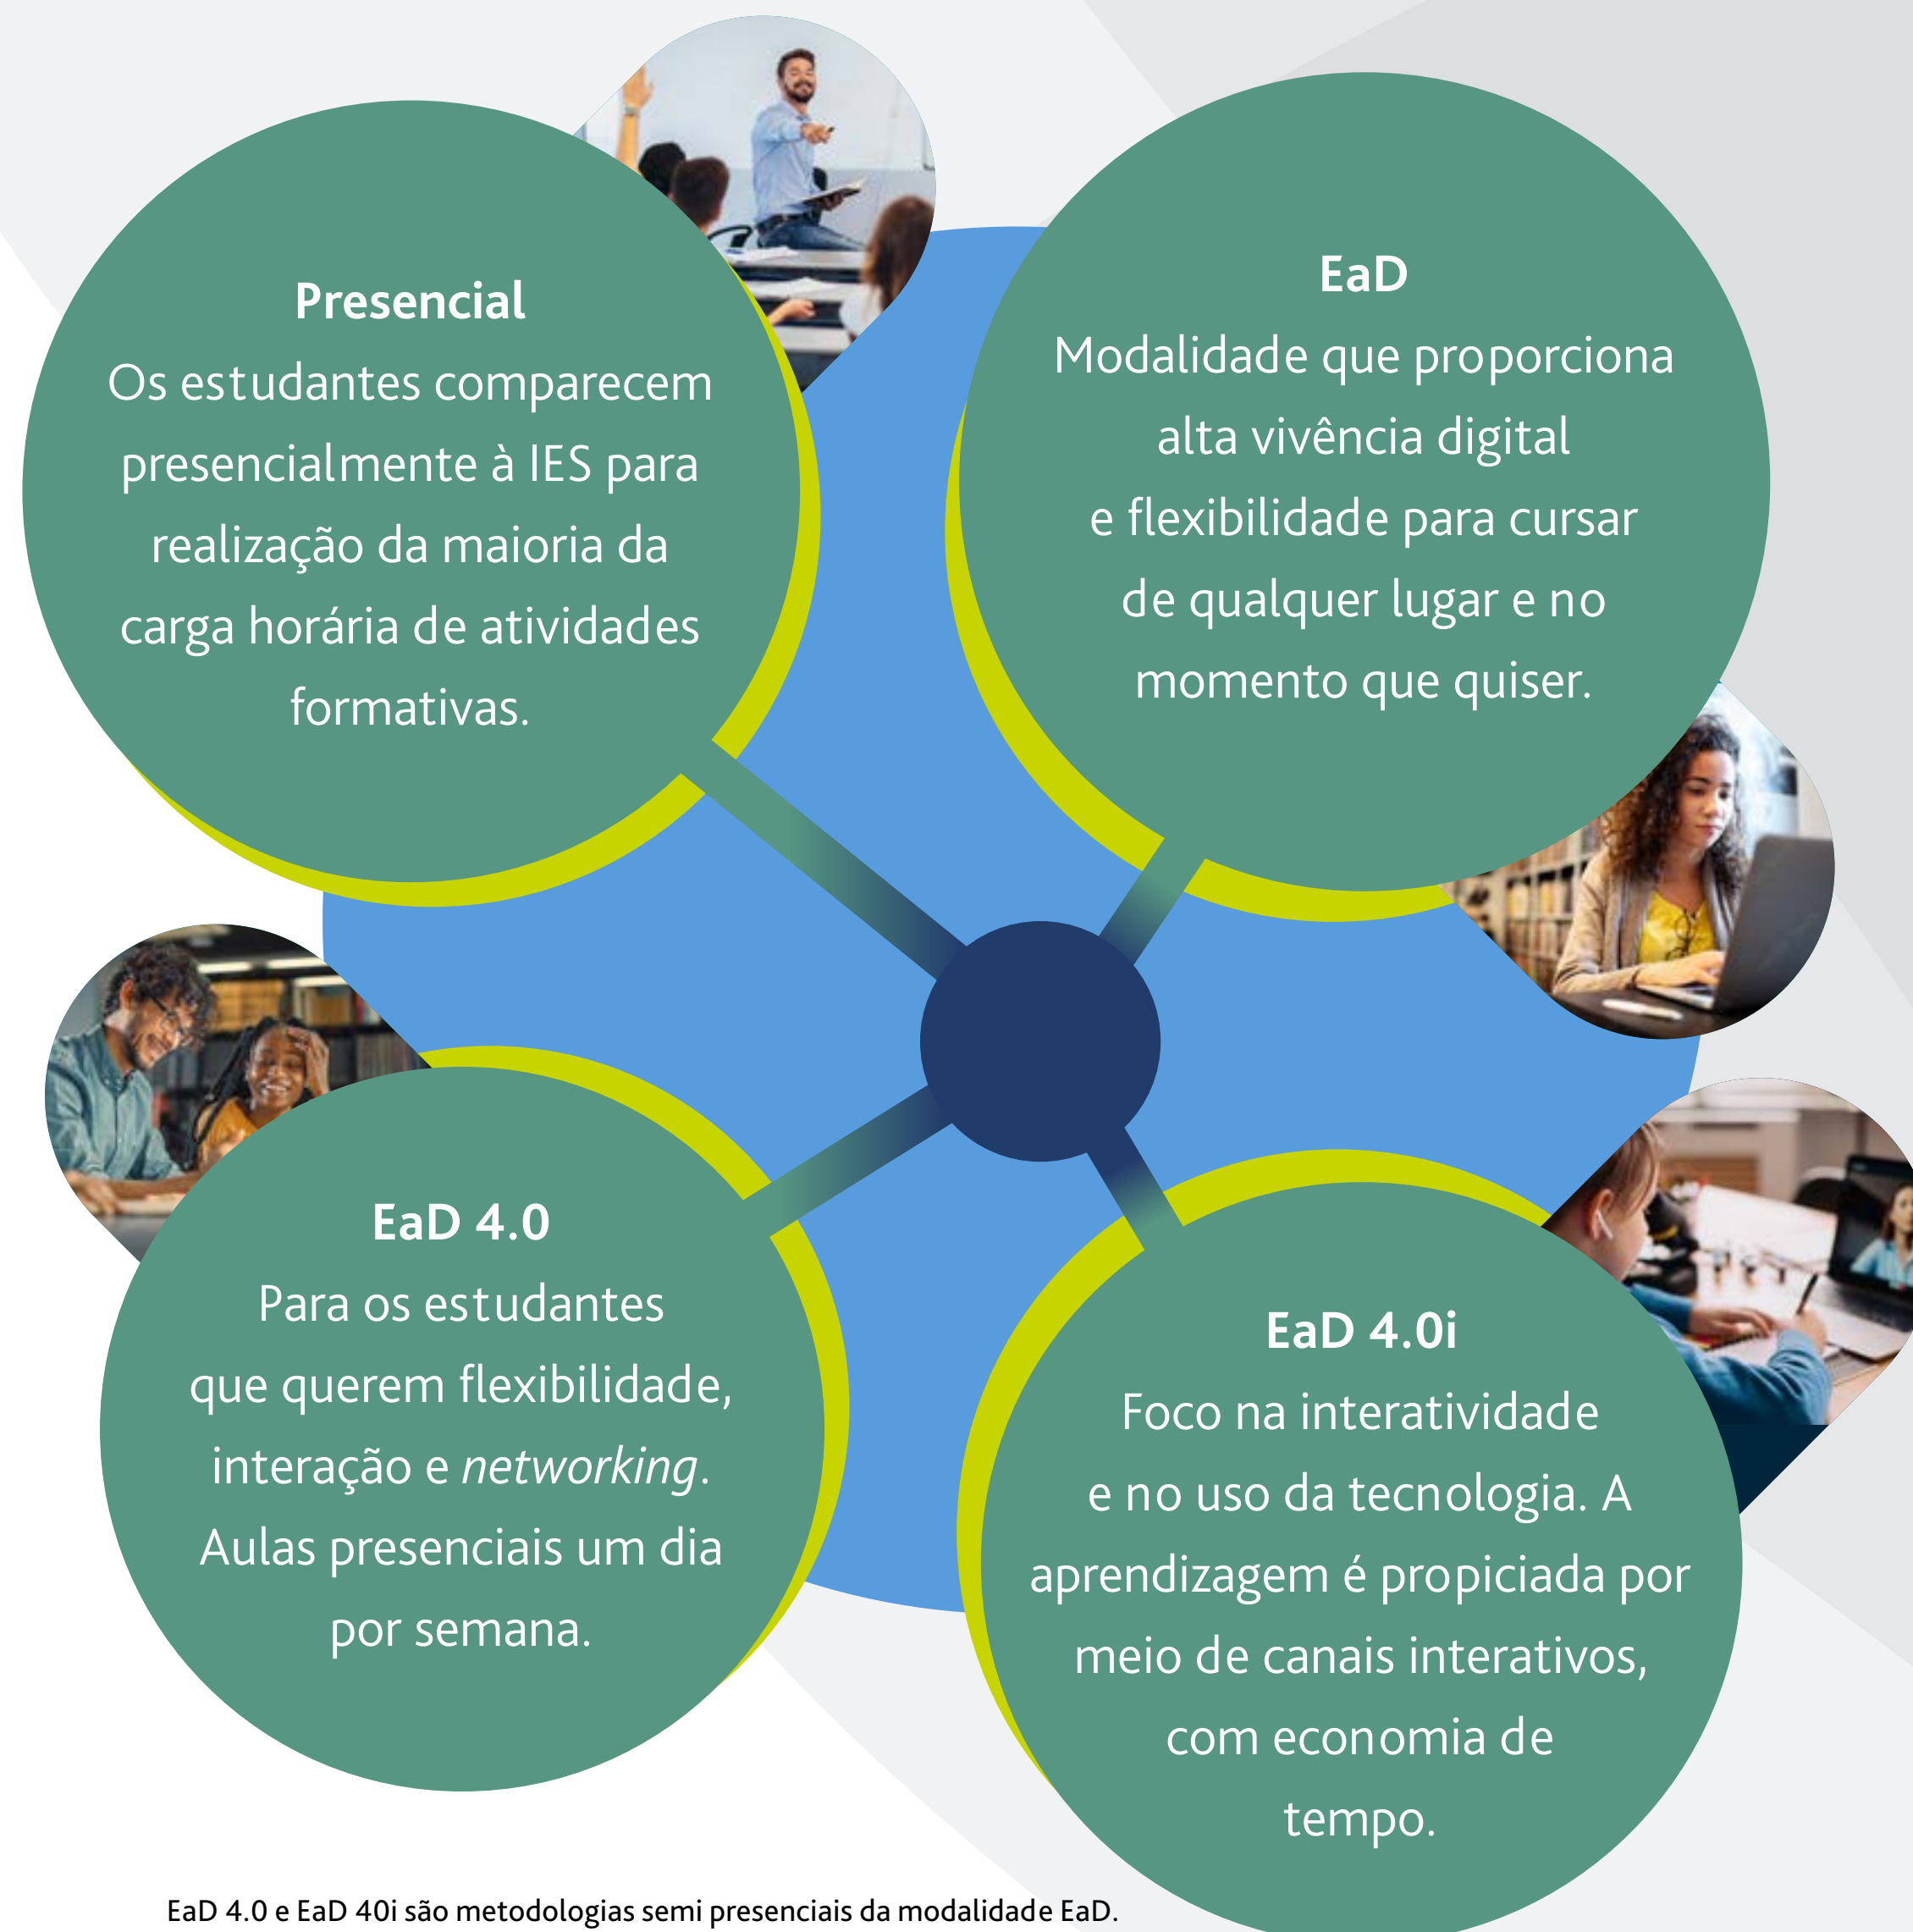 Presencial
Os estudantes comparecem
presencialmente à IES para
realização da maioria da
carga horária de atividades
formativas.
EaD
Modalidade que proporciona
alta vivência digital
e flexibilidade para cursar
de qualquer lugar e no
momento que quiser.
EaD 4.0
Para os estudantes
que querem flexibilidade,
interação e networking.
Aulas presenciais um dia
por semana.
EaD 4.0i
Foco na interatividade
e no uso da tecnologia. A
aprendizagem é propiciada por
meio de canais interativos,
com economia de
tempo.
EaD 4.0 e EaD 40i são metodologias semi presenciais da modalidade EaD.